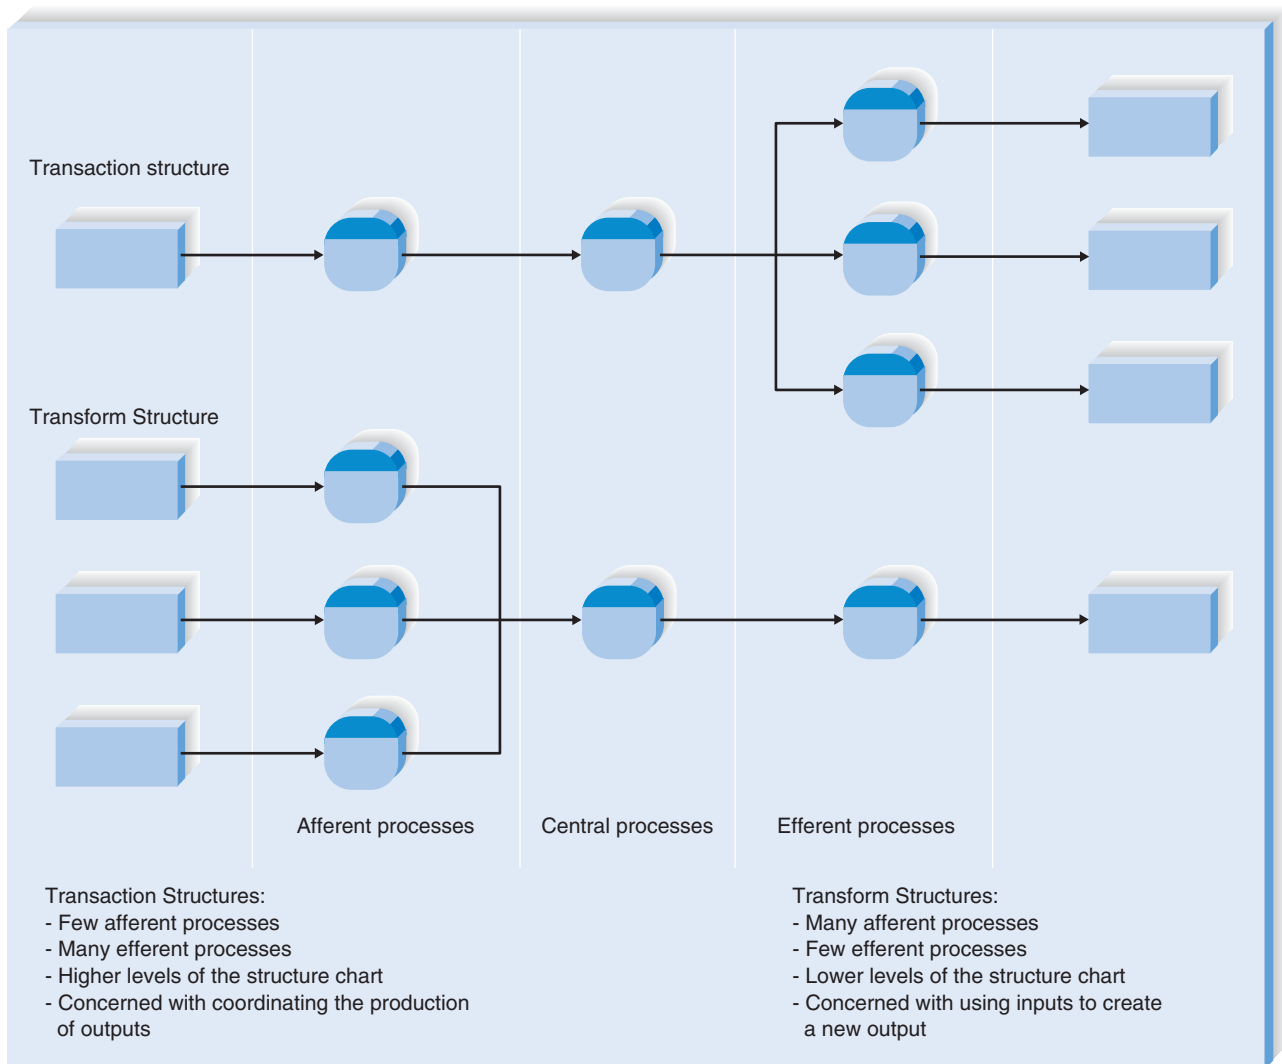 Transaction structure
Transform Structure
Afferent processes
Central processes
Efferent processes
Transaction Structures:
- Few afferent processes
- Many efferent processes
- Higher levels of the structure chart
- Concerned with coordinating the production
of outputs
Transform Structures:
- Many afferent processes
- Few efferent processes
- Lower levels of the structure chart
- Concerned with using inputs to create
a new output